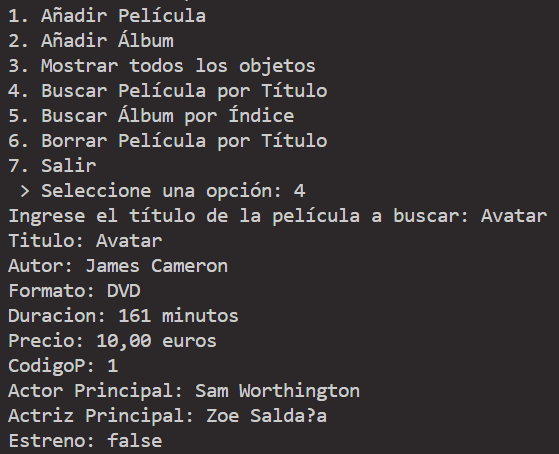 1. Añadir Película
2. Añadir Álbum
3. Mostrar todos los objetos
4. Buscar Película por Título
5. Buscar Álbum por Índice
6. Borrar Película por Título
7. Salir
> Seleccione una opción: 4
Ingrese el título de la película a buscar: Avatar
Titulo: Avatar
Autor: James Cameron
Formato: DVD
Duracion: 161 minutos
Precio: 10,00 euros
CodigoP: 1
Actor Principal: Sam Worthington
Actriz Principal: Zoe Salda?a
Estreno: false